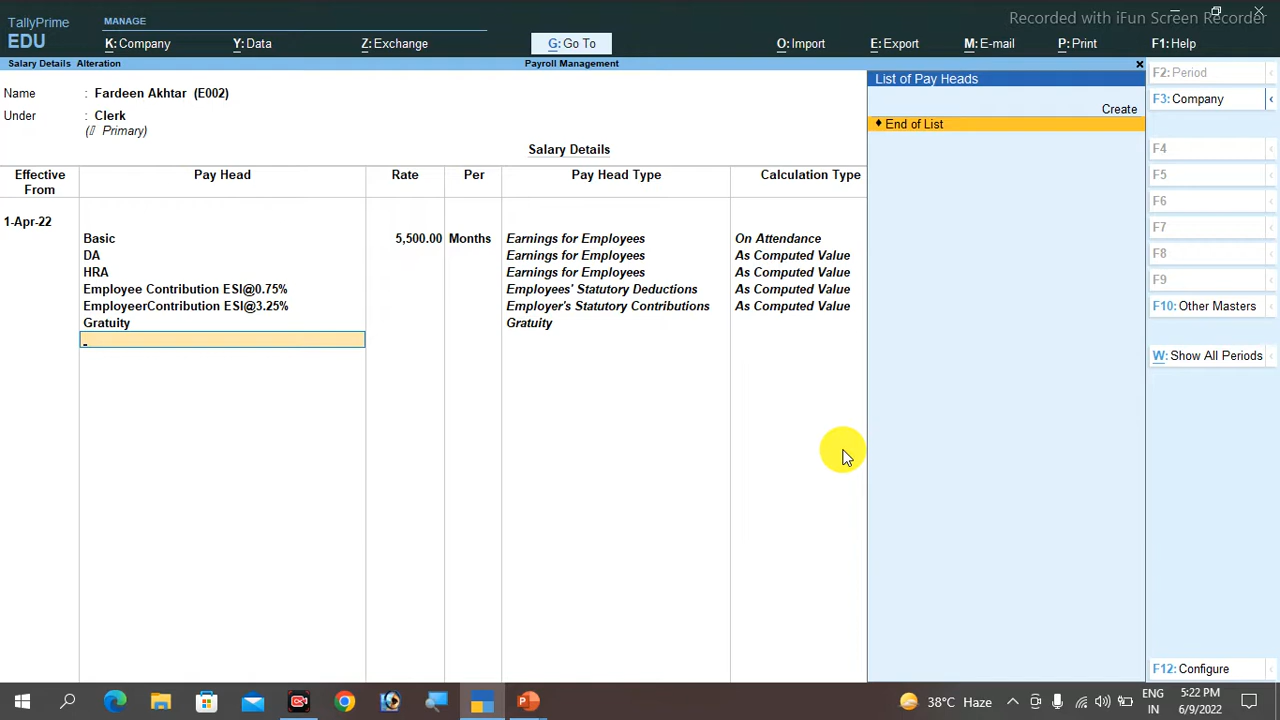 Recorded with iFun Screen Recorder
TallyPrime
EDU
MANAGE
K: Company
Y: Data
Z: Exchange
G: Go To
O: Import
E: Export
M: E-mail
P: Print
F1: Help
Salary Details Alteration
Payroll Management
Name : Fardeen Akhtar (E002)
Under : Clerk
( Primary)
Salary Details
Effective From Pay Head Rate Per Pay Head Type Calculation Type
1-Apr-22
Basic 5,500.00 Months Earnings for Employees On Attendance
DA Earnings for Employees As Computed Value
HRA Earnings for Employees As Computed Value
Employee Contribution ESI@0.75% Employees' Statutory Deductions As Computed Value
EmployeerContribution ESI@3.25% Employer's Statutory Contributions As Computed Value
Gratuity Gratuity
List of Pay Heads
Create
♦ End of List
F2: Period
F3: Company
F4
F5
F6
F7
F8
F9
F10: Other Masters
W: Show All Periods
F12: Configure
38°C Haze
ENG
IN
5:22 PM
6/9/2022